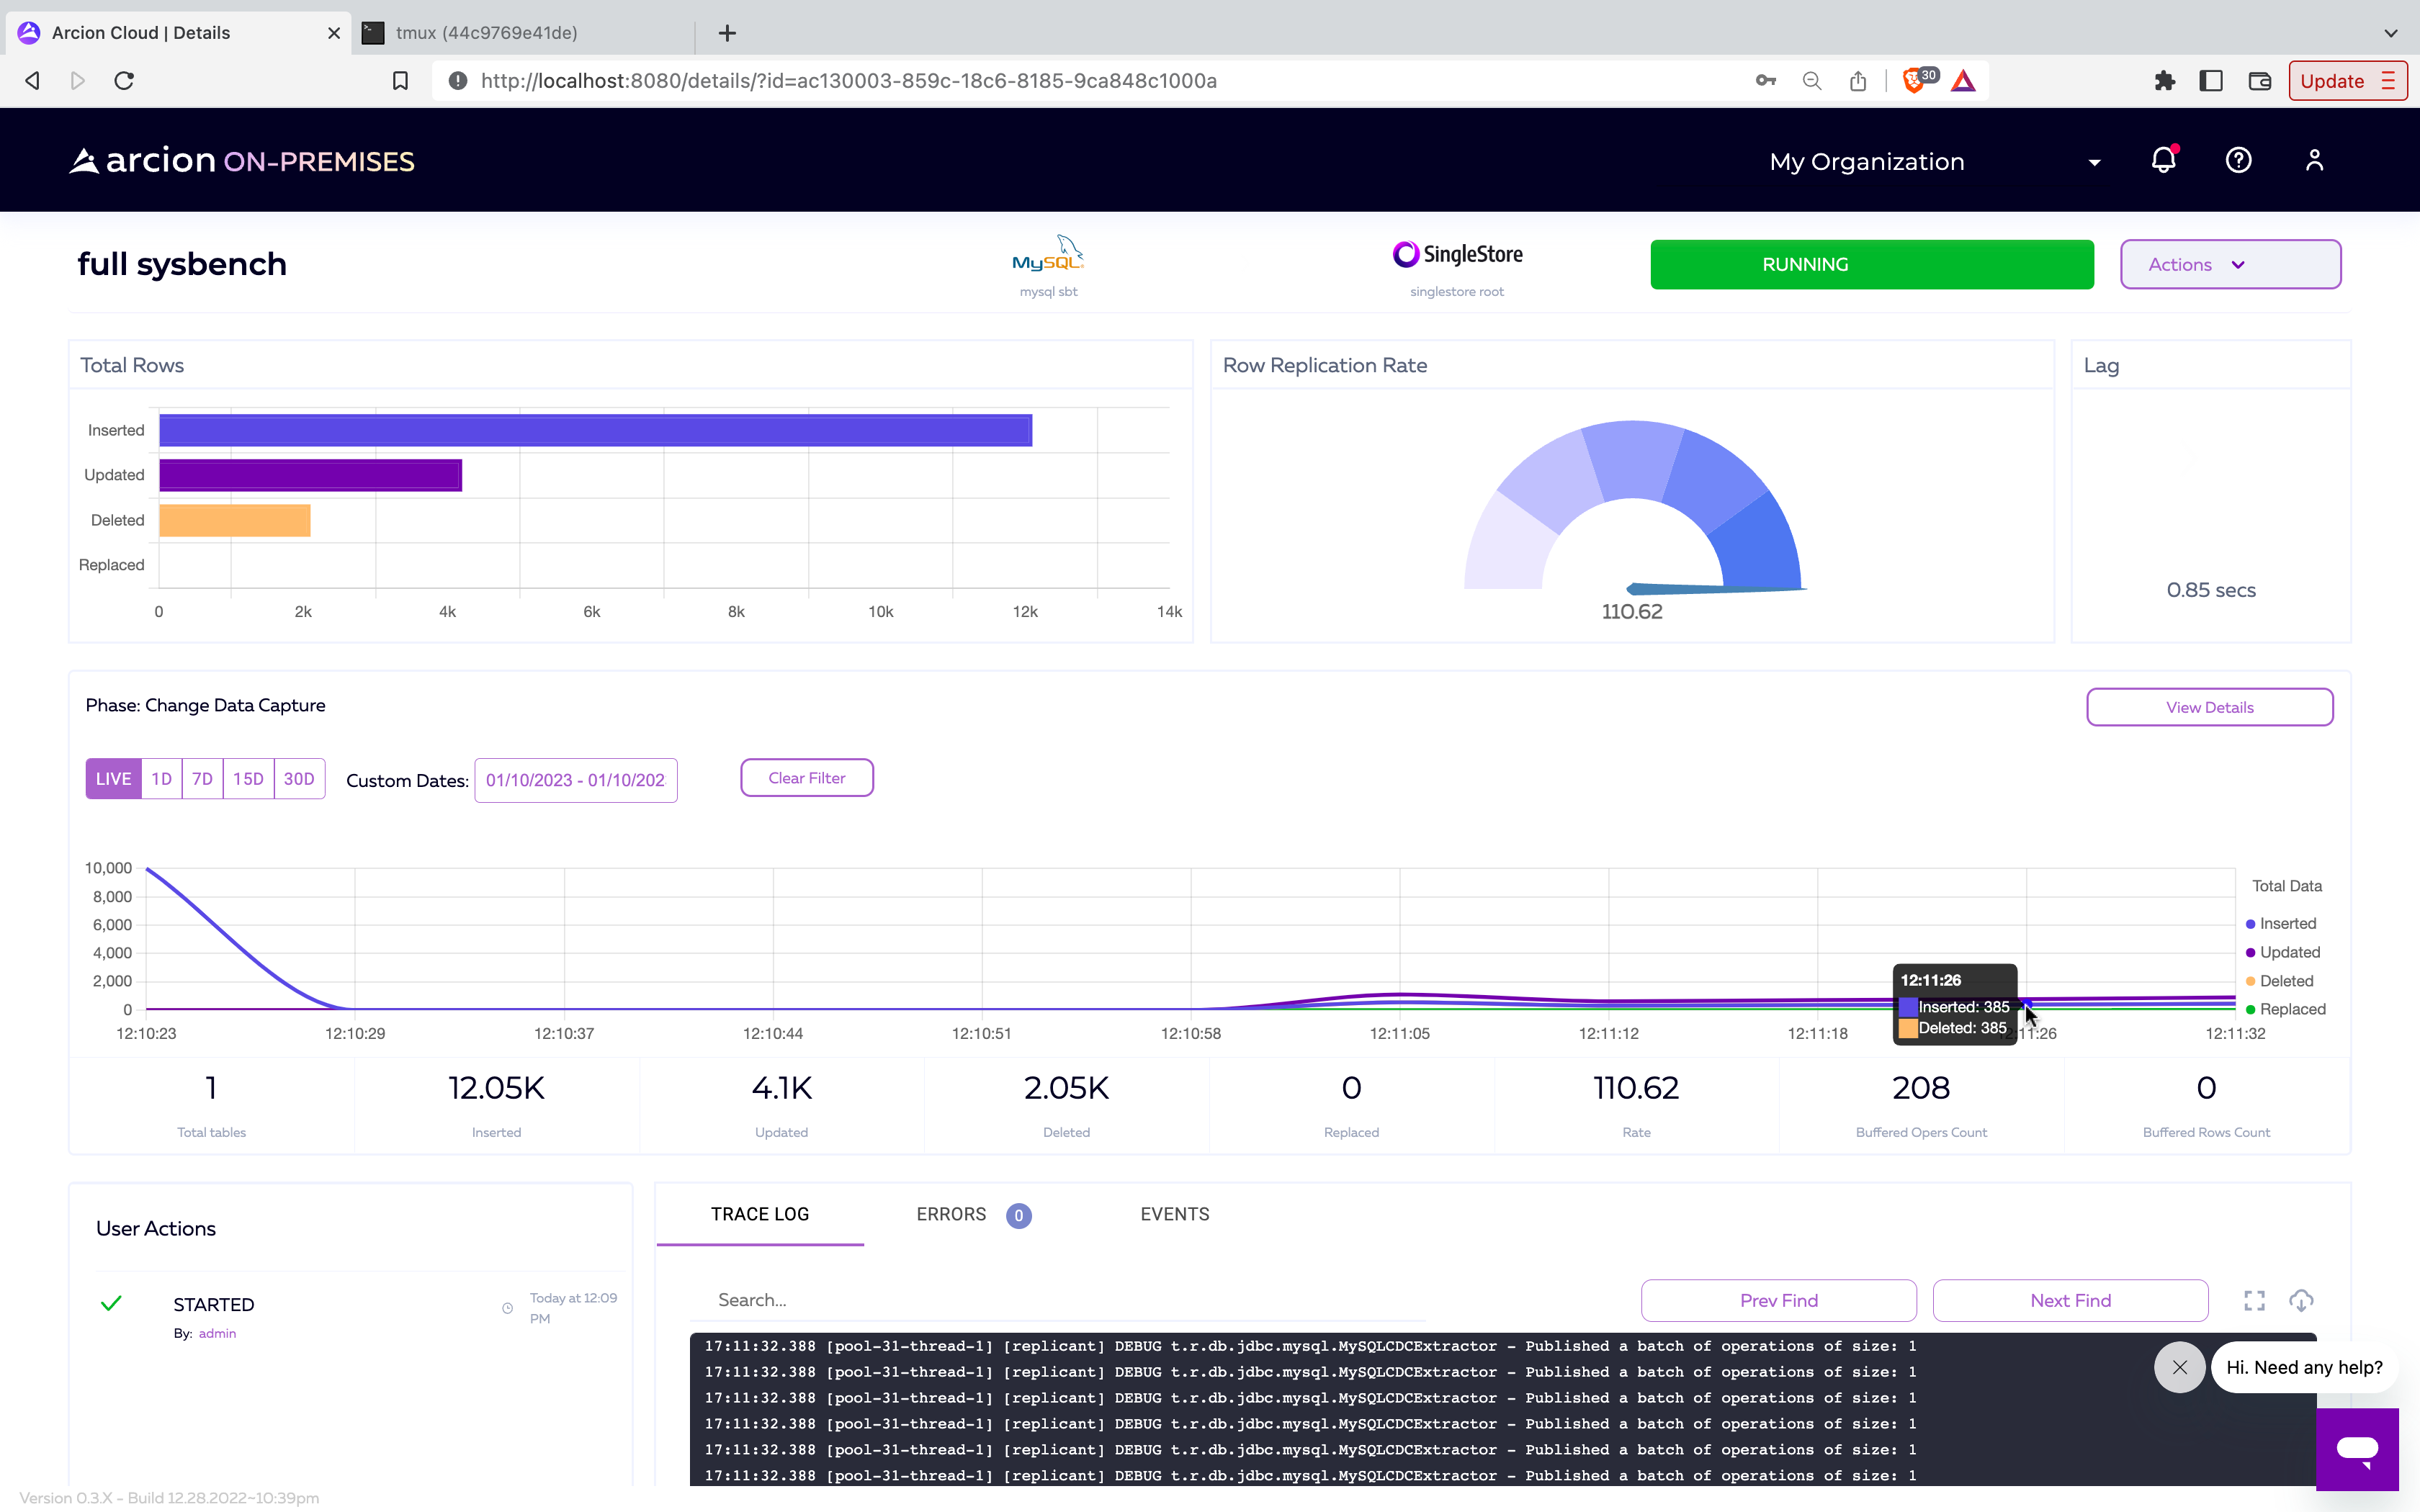 Arcion Cloud | Details
tmux (44c9769e41de)
http://localhost:8080/details/?id=ac130003-859c-18c6-8185-9ca848c1000a
30
Update
arcion ON-PREMISES
My Organization
full sysbench
MySQL
mysql sbt
SingleStore
singlestore root
RUNNING
Actions
Total Rows
Inserted
Updated
Deleted
Replaced
0 2k 4k 6k 8k 10k 12k 14k
Row Replication Rate
110.62
Lag
0.85 secs
Phase: Change Data Capture
View Details
LIVE 1D 7D 15D 30D
Custom Dates: 01/10/2023 - 01/10/202
Clear Filter
10,000
8,000
6,000
4,000
2,000
0
12:10:23 12:10:29 12:10:37 12:10:44 12:10:51 12:10:58 12:11:05 12:11:12 12:11:18 12:11:26 12:11:32
12:11:26
Inserted: 385
Deleted: 385
Total Data
Inserted
Updated
Deleted
Replaced
1 12.05K 4.1K 2.05K 0 110.62 208 0
Total tables Inserted Updated Deleted Replaced Rate Buffered Opers Count Buffered Rows Count
User Actions
STARTED
By: admin
Today at 12:09
PM
TRACE LOG ERRORS 0 EVENTS
Search...
Prev Find
Next Find
17:11:32.388 [pool-31-thread-1] [replicant] DEBUG t.r.db.jdbc.mysql.MySQLCDCExtractor - Published a batch of operations of size: 1
17:11:32.388 [pool-31-thread-1] [replicant] DEBUG t.r.db.jdbc.mysql.MySQLCDCExtractor - Published a batch of operations of size: 1
17:11:32.388 [pool-31-thread-1] [replicant] DEBUG t.r.db.jdbc.mysql.MySQLCDCExtractor - Published a batch of operations of size: 1
17:11:32.388 [pool-31-thread-1] [replicant] DEBUG t.r.db.jdbc.mysql.MySQLCDCExtractor - Published a batch of operations of size: 1
17:11:32.388 [pool-31-thread-1] [replicant] DEBUG t.r.db.jdbc.mysql.MySQLCDCExtractor - Published a batch of operations of size: 1
17:11:32.388 [pool-31-thread-1] [replicant] DEBUG t.r.db.jdbc.mysql.MySQLCDCExtractor - Published a batch of operations of size: 1
Hi. Need any help?
Version 0.3.X - Build 12.28.2022~10:39pm